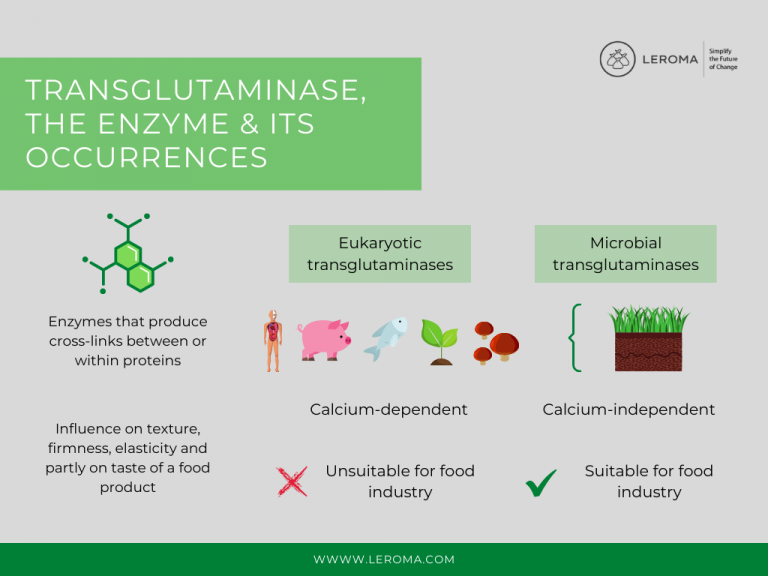 LEROMA
Simplify
the Future
of Change
TRANSGLUTAMINASE,
THE ENZYME & ITS
OCCURRENCES
Enzymes that produce
cross-links between or
within proteins
Influence on texture,
firmness, elasticity and
partly on taste of a food
product
Eukaryotic
transglutaminases
Calcium-dependent
Unsuitable for food
industry
Microbial
transglutaminases
Calcium-independent
Suitable for food
industry
WWWW.LEROMA.COM